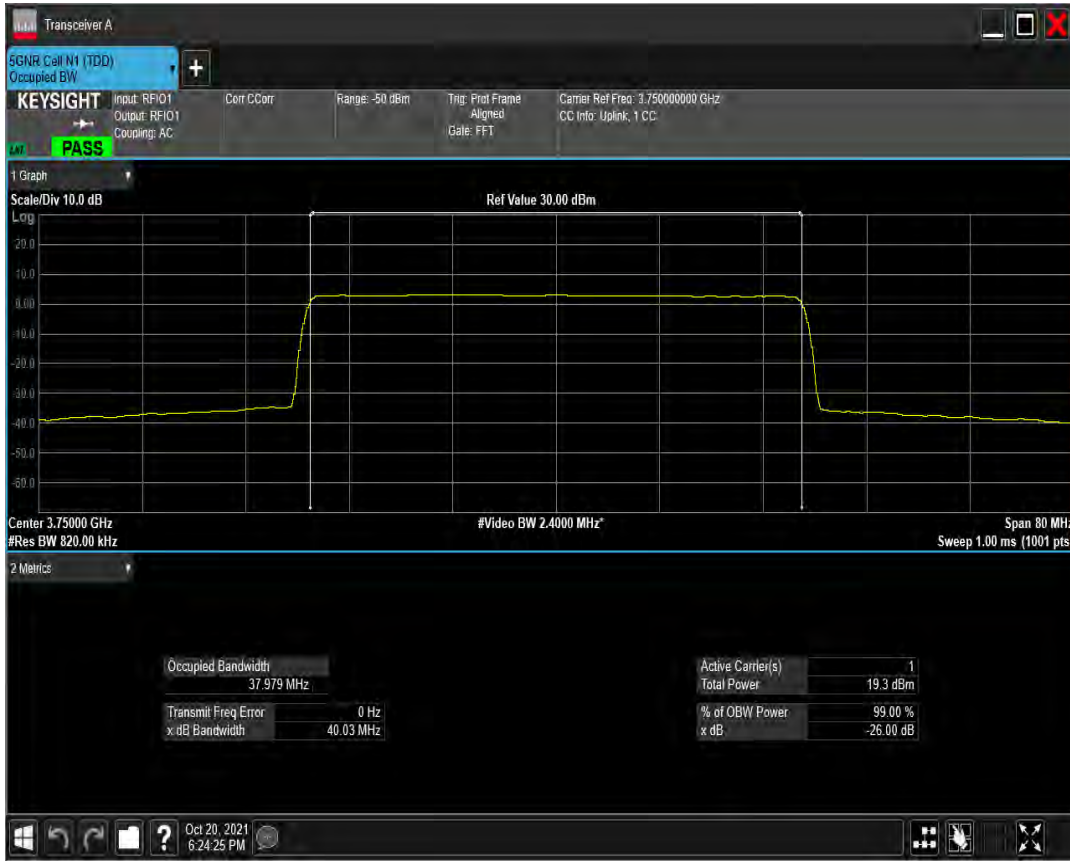 Transceiver A
5GNR Cell N1 (TDD)
Occupied BW
+
KEYSIGHT
Input: RFIO1
Output: RFIO1
Coupling: AC
Corr CCorr
Range: -50 dBm
Trig: Prot Frame
Aligned
Gate: FFT
Carrier Ref Freq: 3.750000000 GHz
CC Info: Uplink, 1 CC
PASS
1 Graph
Scale/Div 10.0 dB
Ref Value 30.00 dBm
Log
20.0
10.0
0.00
-10.0
-20.0
-30.0
-40.0
-50.0
-60.0
Center 3.75000 GHz
#Video BW 2.4000 MHz*
Span 80 MHz
#Res BW 820.00 kHz
Sweep 1.00 ms (1001 pts
2 Metrics
Occupied Bandwidth
37.979 MHz
Transmit Freq Error 0 Hz
x dB Bandwidth 40.03 MHz
Active Carrier(s) 1
Total Power 19.3 dBm
% of OBW Power 99.00 %
x dB -26.00 dB
?
Oct 20, 2021
6:24:25 PM